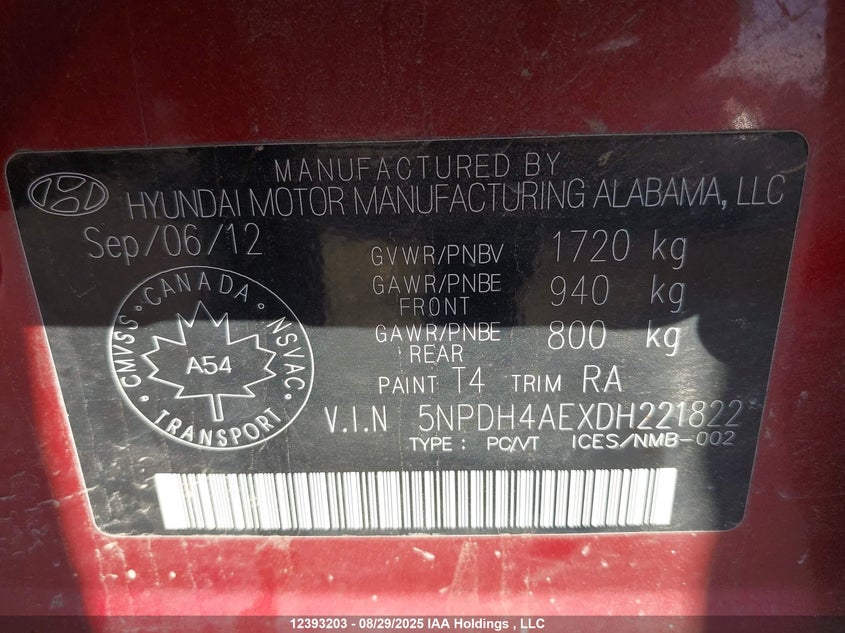 MANUFACTURED BY
HYUNDAI MOTOR MANUFACTURING ALABAMA, LLC
Sep/06/12
GVWR/PNBV 1720 kg
GAWR/PNBE FRONT 940 kg
GAWR/PNBE REAR 800 kg
PAINT T4 TRIM RA
V.I.N 5NPDH4AEXDH221822
TYPE : PC/VT ICES/NMB-002
CANADA
CMVSS
NSVAC
A54
TRANSPORT
12393203 - 08/29/2025 IAA Holdings , LLC